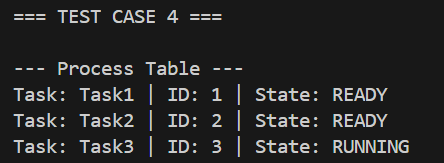 === TEST CASE 4 ===
--- Process Table ---
Task: Task1 | ID: 1 | State: READY
Task: Task2 | ID: 2 | State: READY
Task: Task3 | ID: 3 | State: RUNNING